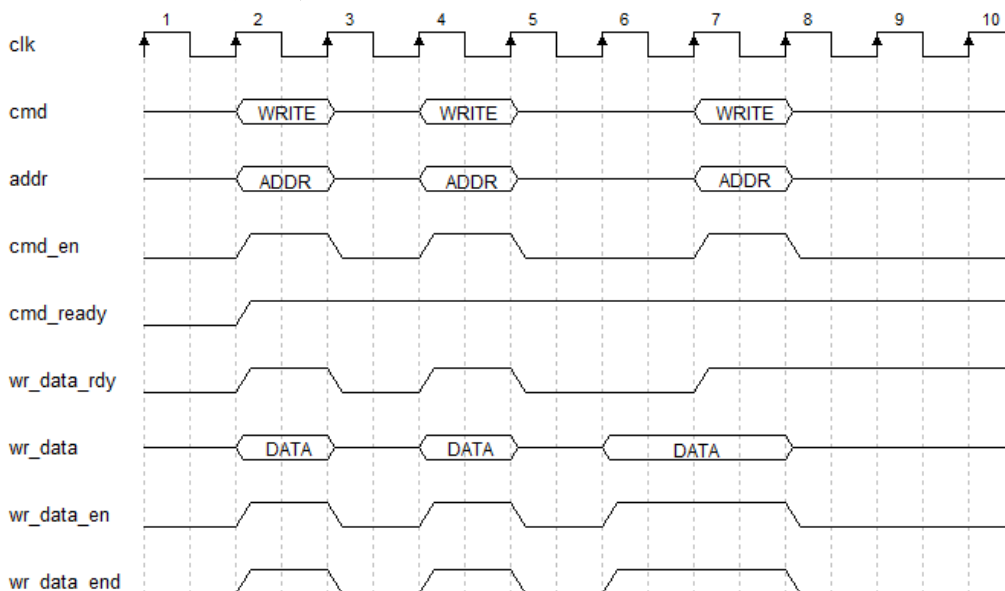 1 2 3 4 5 6 7 8 9 10
clk
cmd WRITE WRITE WRITE
addr ADDR ADDR ADDR
cmd_en
cmd_ready
wr_data_rdy
wr_data DATA DATA DATA
wr_data_en
wr_data_end